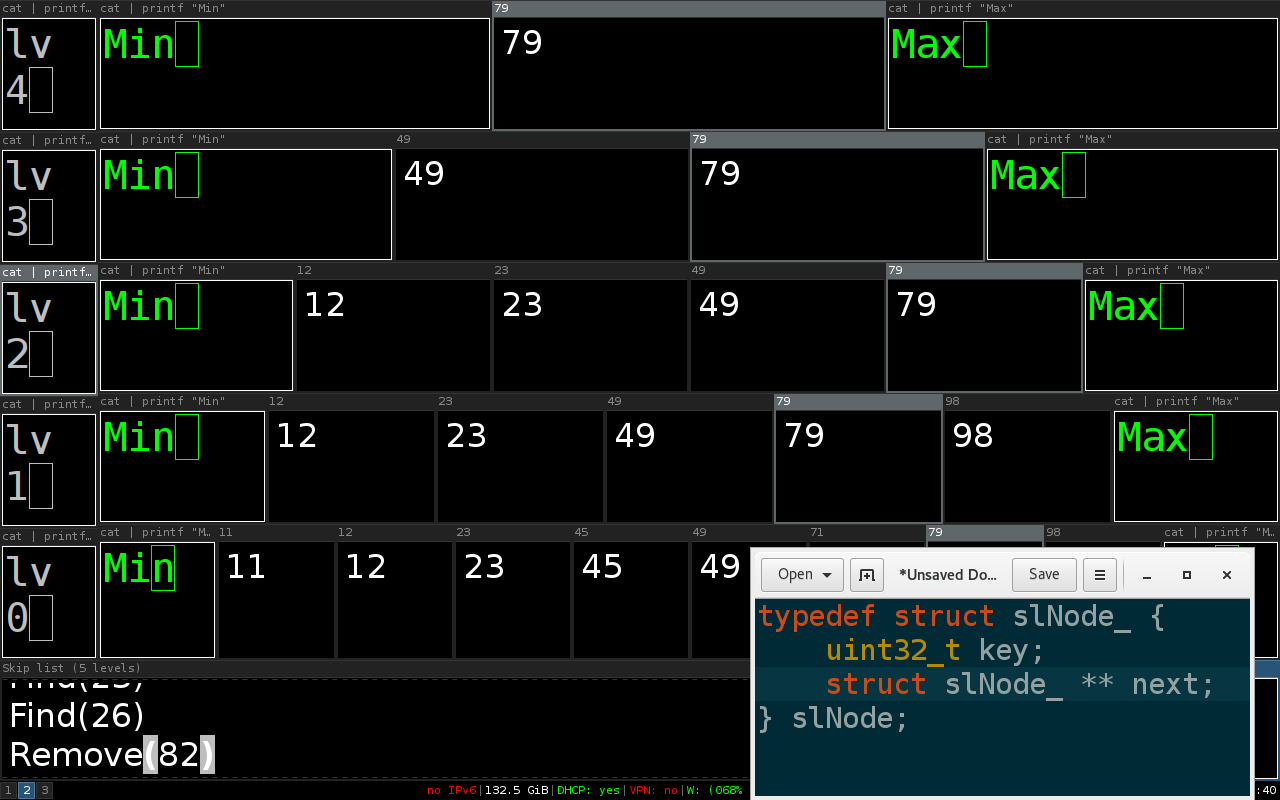 cat | printf… cat | printf "Min" 79 cat | printf "Max"
lv Min 79 Max
4
cat | printf… cat | printf "Min" 49 79 cat | printf "Max"
lv Min 49 79 Max
3
cat | printf… cat | printf "Min" 12 23 49 79 cat | printf "Max"
lv Min 12 23 49 79 Max
2
cat | printf… cat | printf "Min" 12 23 49 79 98 cat | printf "Max"
lv Min 12 23 49 79 98 Max
1
cat | printf… cat | printf "M… 11 12 23 45 49 71 79 98 cat | printf "M…
lv Min 11 12 23 45 49
0
Open *Unsaved Do… Save
typedef struct slNode_ {
uint32_t key;
struct slNode_ ** next;
} slNode;
Skip list (5 levels)
Find(26)
Remove(82)
1 2 3 no IPv6|132.5 GiB|DHCP: yes|VPN: no|W: (068% :40